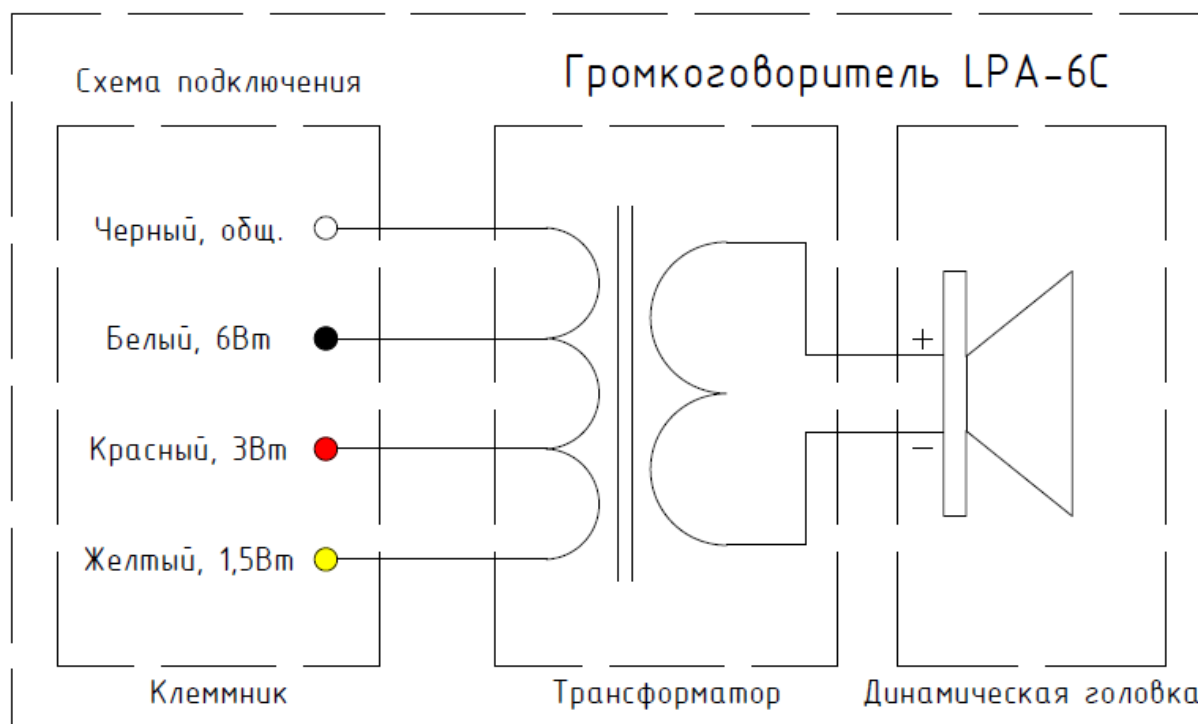 Громкоговоритель LPA-6C
Схема подключения
Черный, общ.
Белый, 6Вт
Красный, 3Вт
Желтый, 1,5Вт
+
−
Клеммник
Трансформатор
Динамическая головка